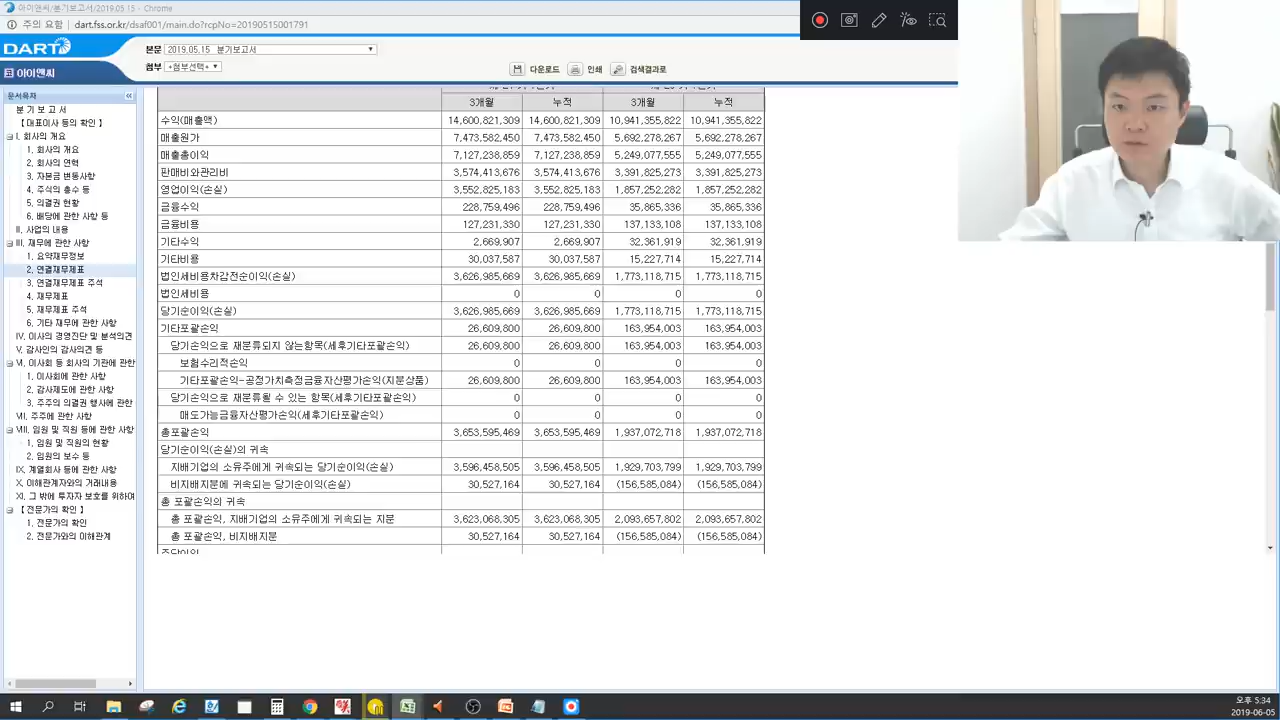 아이앤씨/분기보고서/2019.05.15 - Chrome
주의 요함 dart.fss.or.kr/dsaf001/main.do?rcpNo=20190515001791
DART
본문 2019.05.15 분기보고서
첨부 +첨부선택+
아이앤씨
다운로드 인쇄 검색결과로
문서목차
분 기 보 고 서
【 대표이사 등의 확인 】
I. 회사의 개요
1. 회사의 개요
2. 회사의 연혁
3. 자본금 변동사항
4. 주식의 총수 등
5. 의결권 현황
6. 배당에 관한 사항 등
II. 사업의 내용
III. 재무에 관한 사항
1. 요약재무정보
2. 연결재무제표
3. 연결재무제표 주석
4. 재무제표
5. 재무제표 주석
6. 기타 재무에 관한 사항
IV. 이사의 경영진단 및 분석의견
V. 감사인의 감사의견 등
VI. 이사회 등 회사의 기관에 관한
1. 이사회에 관한 사항
2. 감사제도에 관한 사항
3. 주주의 의결권 행사에 관한
VII. 주주에 관한 사항
VIII. 임원 및 직원 등에 관한 사항
1. 임원 및 직원의 현황
2. 임원의 보수 등
IX. 계열회사 등에 관한 사항
X. 이해관계자와의 거래내용
XI. 그 밖에 투자자 보호를 위하여
【 전문가의 확인 】
1. 전문가의 확인
2. 전문가와의 이해관계
3개월 누적 3개월 누적
수익(매출액) 14,600,821,309 14,600,821,309 10,941,355,822 10,941,355,822
매출원가 7,473,582,450 7,473,582,450 5,692,278,267 5,692,278,267
매출총이익 7,127,238,859 7,127,238,859 5,249,077,555 5,249,077,555
판매비와관리비 3,574,413,676 3,574,413,676 3,391,825,273 3,391,825,273
영업이익(손실) 3,552,825,183 3,552,825,183 1,857,252,282 1,857,252,282
금융수익 228,759,496 228,759,496 35,865,336 35,865,336
금융비용 127,231,330 127,231,330 137,133,108 137,133,108
기타수익 2,669,907 2,669,907 32,361,919 32,361,919
기타비용 30,037,587 30,037,587 15,227,714 15,227,714
법인세비용차감전순이익(손실) 3,626,985,669 3,626,985,669 1,773,118,715 1,773,118,715
법인세비용 0 0 0 0
당기순이익(손실) 3,626,985,669 3,626,985,669 1,773,118,715 1,773,118,715
기타포괄손익 26,609,800 26,609,800 163,954,003 163,954,003
당기손익으로 재분류되지 않는항목(세후기타포괄손익) 26,609,800 26,609,800 163,954,003 163,954,003
보험수리적손익 0 0 0 0
기타포괄손익-공정가치측정금융자산평가손익(지분상품) 26,609,800 26,609,800 163,954,003 163,954,003
당기손익으로 재분류될 수 있는 항목(세후기타포괄손익) 0 0 0 0
매도가능금융자산평가손익(세후기타포괄손익) 0 0 0 0
총포괄손익 3,653,595,469 3,653,595,469 1,937,072,718 1,937,072,718
당기순이익(손실)의 귀속
지배기업의 소유주에게 귀속되는 당기순이익(손실) 3,596,458,505 3,596,458,505 1,929,703,799 1,929,703,799
비지배지분에 귀속되는 당기순이익(손실) 30,527,164 30,527,164 (156,585,084) (156,585,084)
총 포괄손익의 귀속
총 포괄손익, 지배기업의 소유주에게 귀속되는 지분 3,623,068,305 3,623,068,305 2,093,657,802 2,093,657,802
총 포괄손익, 비지배지분 30,527,164 30,527,164 (156,585,084) (156,585,084)
오후 5:34
2019-06-05